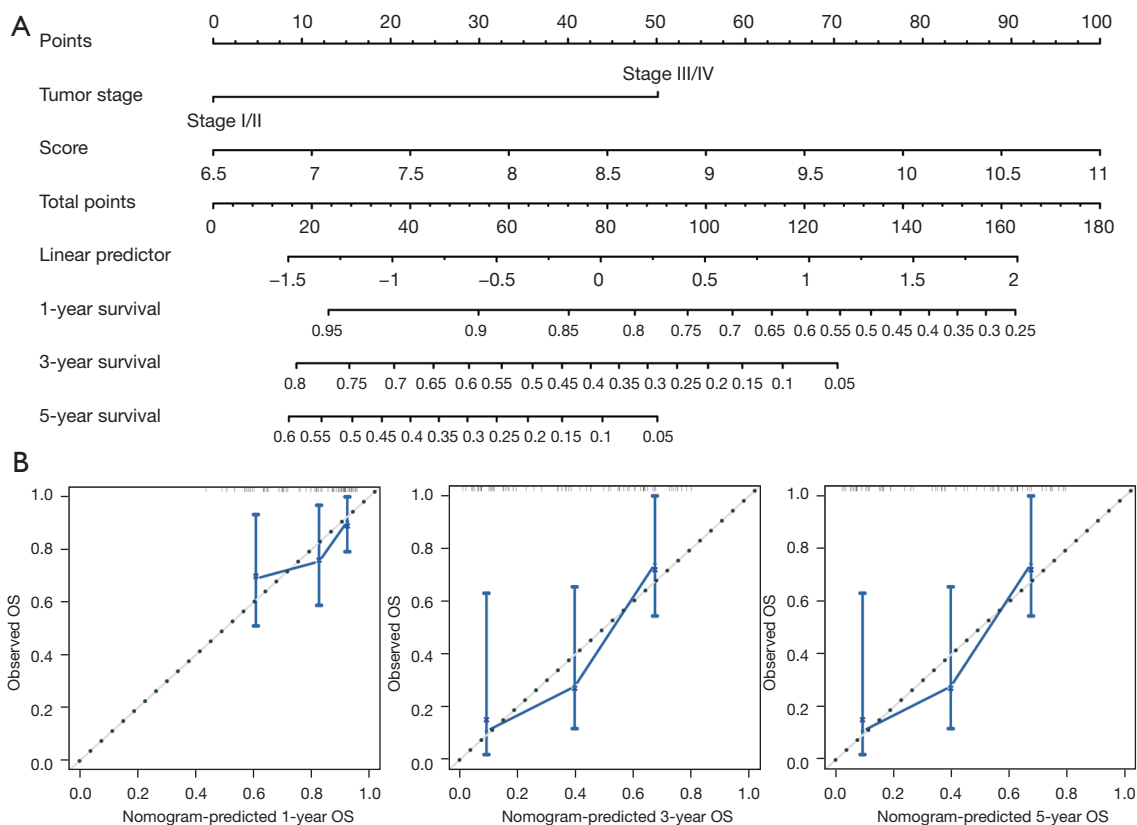 A
Points
0 10 20 30 40 50 60 70 80 90 100
Tumor stage
Stage III/IV
Stage I/II
Score
6.5 7 7.5 8 8.5 9 9.5 10 10.5 11
Total points
0 20 40 60 80 100 120 140 160 180
Linear predictor
−1.5 −1 −0.5 0 0.5 1 1.5 2
1-year survival
0.95 0.9 0.85 0.8 0.75 0.7 0.65 0.6 0.55 0.5 0.45 0.4 0.35 0.3 0.25
3-year survival
0.8 0.75 0.7 0.65 0.6 0.55 0.5 0.45 0.4 0.35 0.3 0.25 0.2 0.15 0.1 0.05
5-year survival
0.6 0.55 0.5 0.45 0.4 0.35 0.3 0.25 0.2 0.15 0.1 0.05
B
Observed OS
1.0
0.8
0.6
0.4
0.2
0.0
0.0 0.2 0.4 0.6 0.8 1.0
Nomogram-predicted 1-year OS
Observed OS
1.0
0.8
0.6
0.4
0.2
0.0
0.0 0.2 0.4 0.6 0.8 1.0
Nomogram-predicted 3-year OS
Observed OS
1.0
0.8
0.6
0.4
0.2
0.0
0.0 0.2 0.4 0.6 0.8 1.0
Nomogram-predicted 5-year OS